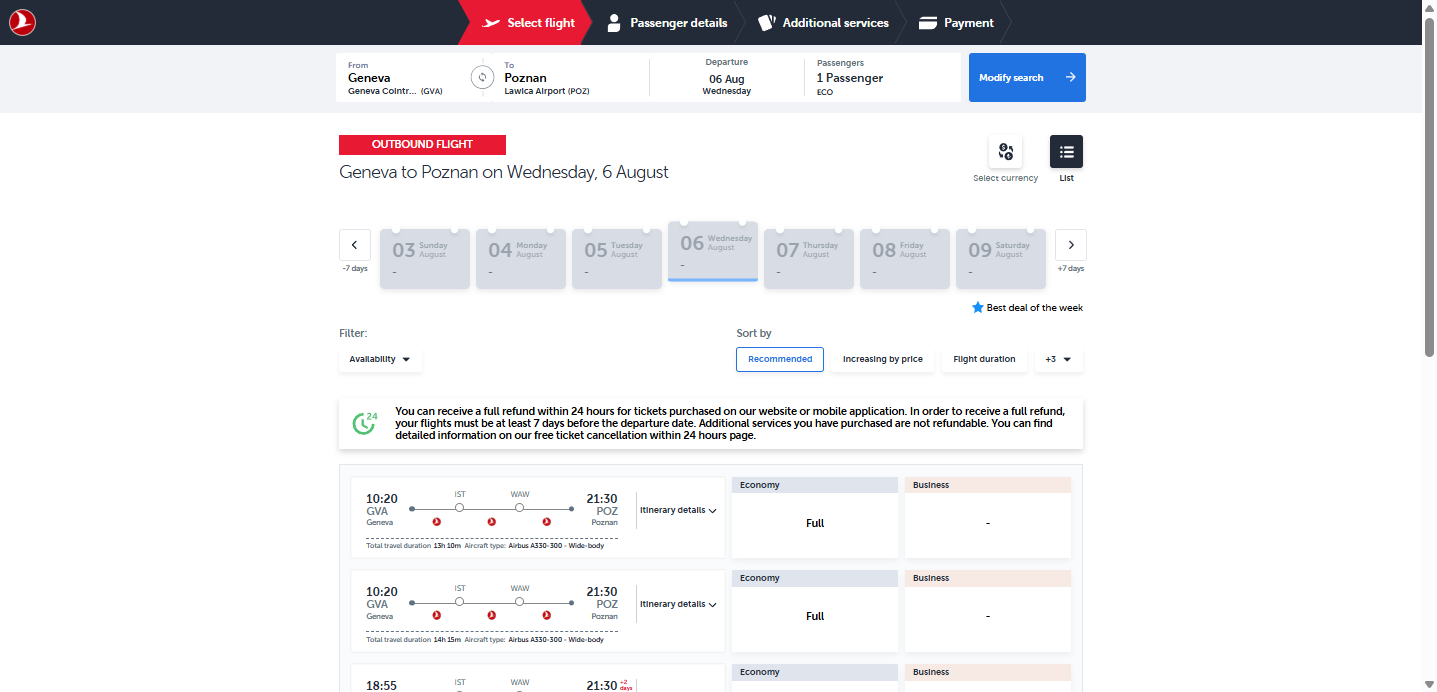 Select flight
Passenger details
Additional services
Payment
From
Geneva
Geneva Cointr... (GVA)
To
Poznan
Lawica Airport (POZ)
Departure
06 Aug
Wednesday
Passengers
1 Passenger
ECO
Modify search
OUTBOUND FLIGHT
Geneva to Poznan on Wednesday, 6 August
Select currency
List
-7 days
03 Sunday August
-
04 Monday August
-
05 Tuesday August
-
06 Wednesday August
-
07 Thursday August
-
08 Friday August
-
09 Saturday August
-
+7 days
Best deal of the week
Filter:
Availability
Sort by
Recommended
Increasing by price
Flight duration
+3
24
You can receive a full refund within 24 hours for tickets purchased on our website or mobile application. In order to receive a full refund,
your flights must be at least 7 days before the departure date. Additional services you have purchased are not refundable. You can find
detailed information on our free ticket cancellation within 24 hours page.
10:20
GVA
Geneva
IST
WAW
21:30
POZ
Poznan
Itinerary details
Total travel duration 13h 10m Aircraft type: Airbus A330-300 - Wide-body
Economy
Full
Business
-
10:20
GVA
Geneva
IST
WAW
21:30
POZ
Poznan
Itinerary details
Total travel duration 14h 15m Aircraft type: Airbus A330-300 - Wide-body
Economy
Full
Business
-
18:55
IST
WAW
21:30 +2 days
Economy
Business